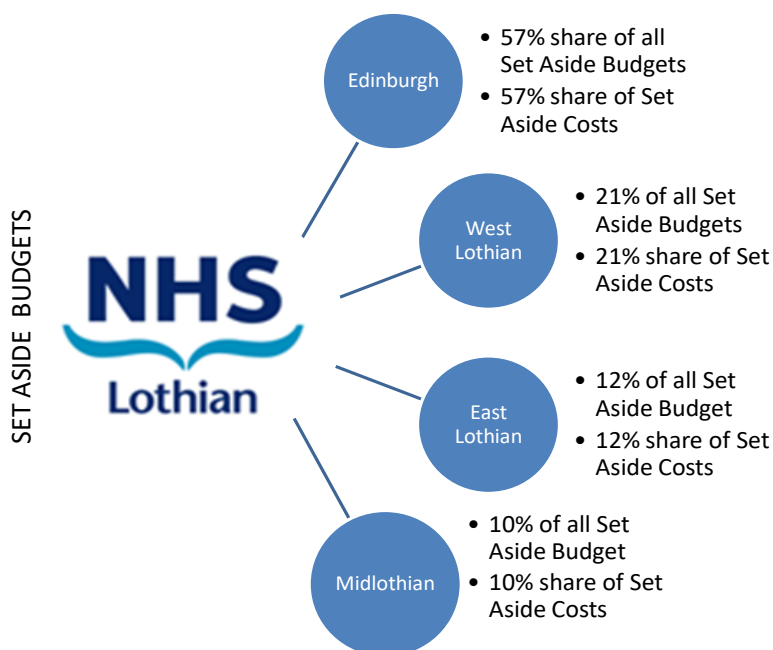 SET ASIDE BUDGETS
NHS
Lothian
Edinburgh
• 57% share of all
Set Aside Budgets
• 57% share of Set
Aside Costs
West
Lothian
• 21% of all Set
Aside Budgets
• 21% share of Set
Aside Costs
East
Lothian
• 12% of all Set
Aside Budget
• 12% share of Set
Aside Costs
Midlothian
• 10% of all Set
Aside Budget
• 10% share of Set
Aside Costs